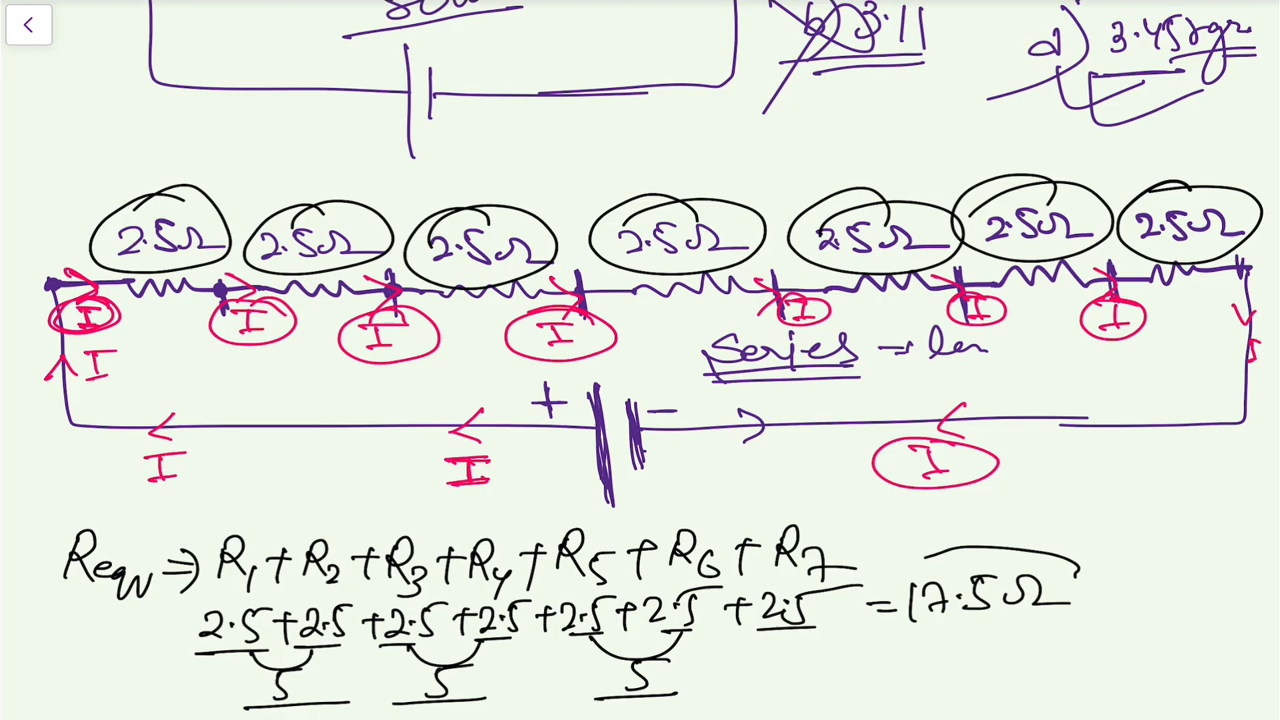 b) 3.11
d) 3.45
2.5Ω 2.5Ω 2.5Ω 2.5Ω 2.5Ω 2.5Ω 2.5Ω
I I I I I I I
I
Series →
+ -
I I I
Reqv ⇒ R1 + R2 + R3 + R4 + R5 + R6 + R7
2.5 + 2.5 + 2.5 + 2.5 + 2.5 + 2.5 + 2.5 = 17.5Ω
5 5 5